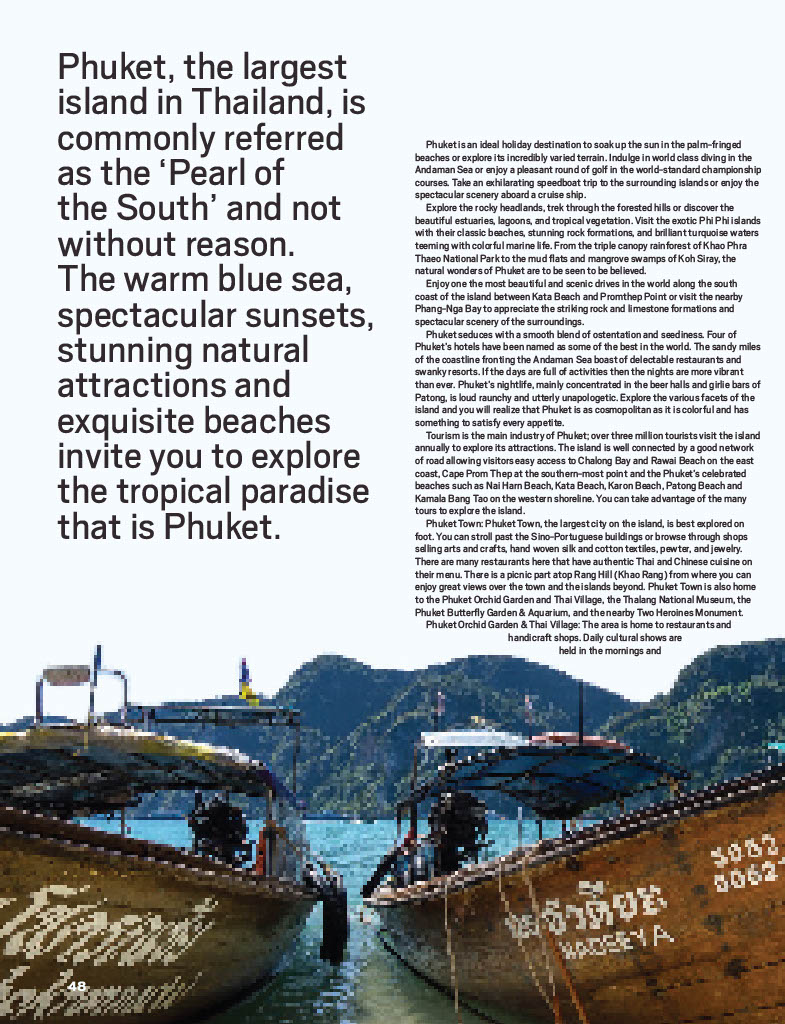 Phuket, the largest
island in Thailand, is
commonly referred
as the ‘Pearl of
the South’ and not
without reason.
The warm blue sea,
spectacular sunsets,
stunning natural
attractions and
exquisite beaches
invite you to explore
the tropical paradise
that is Phuket.
Phuket is an ideal holiday destination to soak up the sun in the palm-fringed
beaches or explore its incredibly varied terrain. Indulge in world class diving in the
Andaman Sea or enjoy a pleasant round of golf in the world-standard championship
courses. Take an exhilarating speedboat trip to the surrounding islands or enjoy the
spectacular scenery aboard a cruise ship.
Explore the rocky headlands, trek through the forested hills or discover the
beautiful estuaries, lagoons, and tropical vegetation. Visit the exotic Phi Phi islands
with their classic beaches, stunning rock formations, and brilliant turquoise waters
teeming with colorful marine life. From the triple canopy rainforest of Khao Phra
Thaeo National Park to the mud flats and mangrove swamps of Koh Siray, the
natural wonders of Phuket are to be seen to be believed.
Enjoy one the most beautiful and scenic drives in the world along the south
coast of the island between Kata Beach and Promthep Point or visit the nearby
Phang-Nga Bay to appreciate the striking rock and limestone formations and
spectacular scenery of the surroundings.
Phuket seduces with a smooth blend of ostentation and seediness. Four of
Phuket's hotels have been named as some of the best in the world. The sandy miles
of the coastline fronting the Andaman Sea boast of delectable restaurants and
swanky resorts. If the days are full of activities then the nights are more vibrant
than ever. Phuket's nightlife, mainly concentrated in the beer halls and girlie bars of
Patong, is loud raunchy and utterly unapologetic. Explore the various facets of the
island and you will realize that Phuket is as cosmopolitan as it is colorful and has
something to satisfy every appetite.
Tourism is the main industry of Phuket; over three million tourists visit the island
annually to explore its attractions. The island is well connected by a good network
of road allowing visitors easy access to Chalong Bay and Rawai Beach on the east
coast, Cape Prom Thep at the southern-most point and the Phuket's celebrated
beaches such as Nai Harn Beach, Kata Beach, Karon Beach, Patong Beach and
Kamala Bang Tao on the western shoreline. You can take advantage of the many
tours to explore the island.
Phuket Town: Phuket Town, the largest city on the island, is best explored on
foot. You can stroll past the Sino-Portuguese buildings or browse through shops
selling arts and crafts, hand woven silk and cotton textiles, pewter, and jewelry.
There are many restaurants here that have authentic Thai and Chinese cuisine on
their menu. There is a picnic part atop Rang Hill (Khao Rang) from where you can
enjoy great views over the town and the islands beyond. Phuket Town is also home
to the Phuket Orchid Garden and Thai Village, the Thalang National Museum, the
Phuket Butterfly Garden & Aquarium, and the nearby Two Heroines Monument.
Phuket Orchid Garden & Thai Village: The area is home to restaurants and
handicraft shops. Daily cultural shows are
held in the mornings and
WADEEYA
48